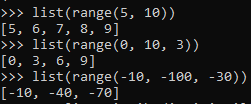 >>> list(range(5, 10))
[5, 6, 7, 8, 9]
>>> list(range(0, 10, 3))
[0, 3, 6, 9]
>>> list(range(-10, -100, -30))
[-10, -40, -70]